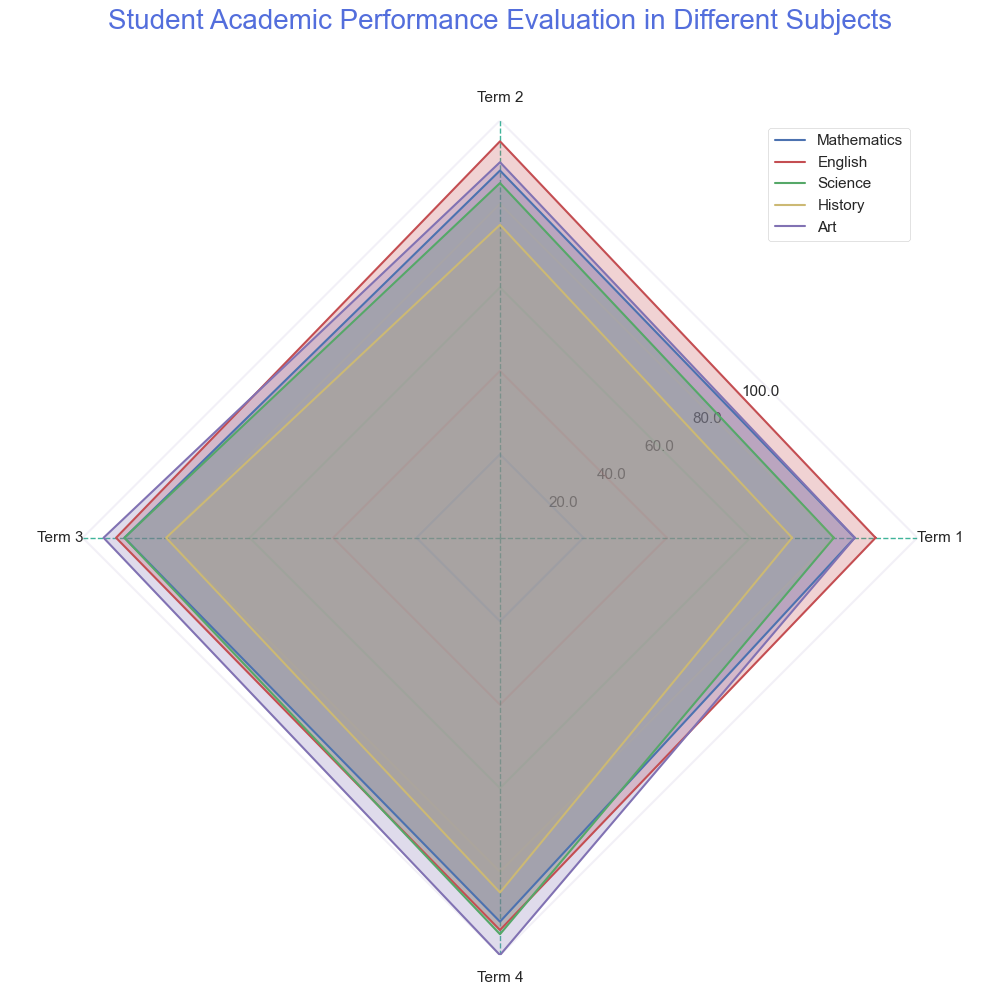 Student Academic Performance Evaluation in Different Subjects
Term 2
Mathematics
English
Science
History
Art
100.0
80.0
60.0
40.0
20.0
Term 3
Term 1
Term 4